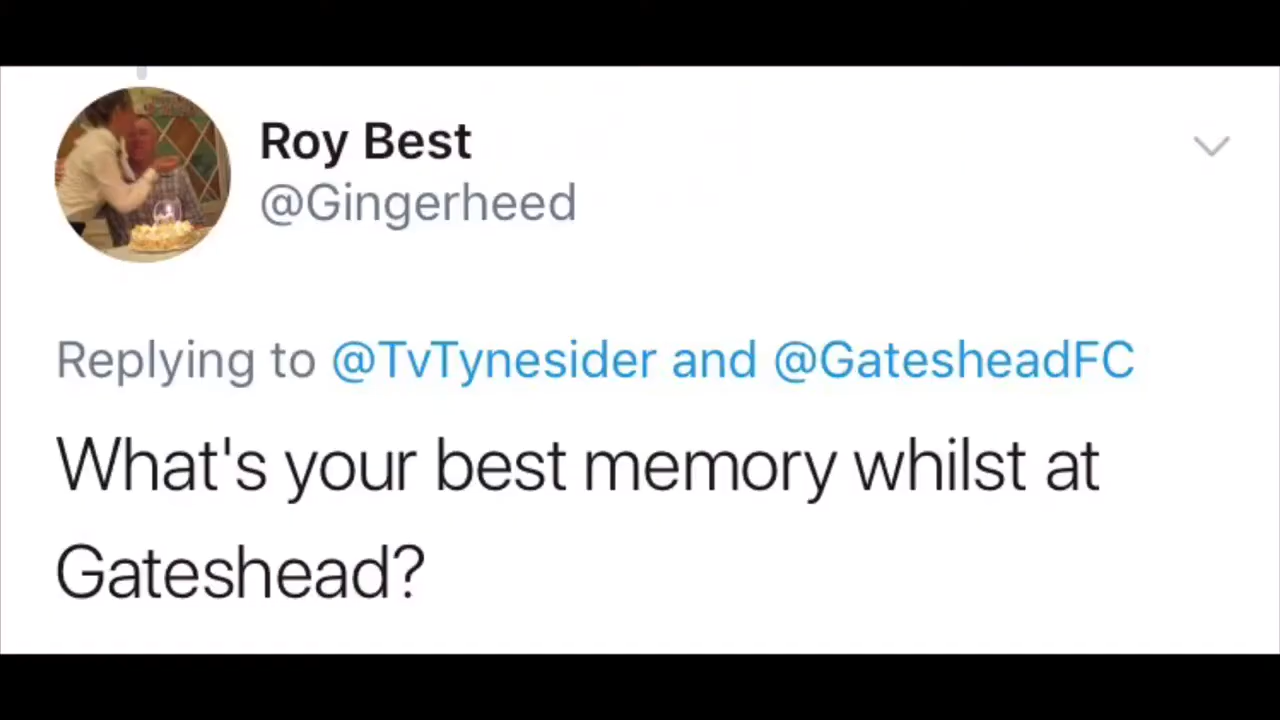 Roy Best
@Gingerheed
Replying to @TvTynesider and @GatesheadFC
What's your best memory whilst at
Gateshead?